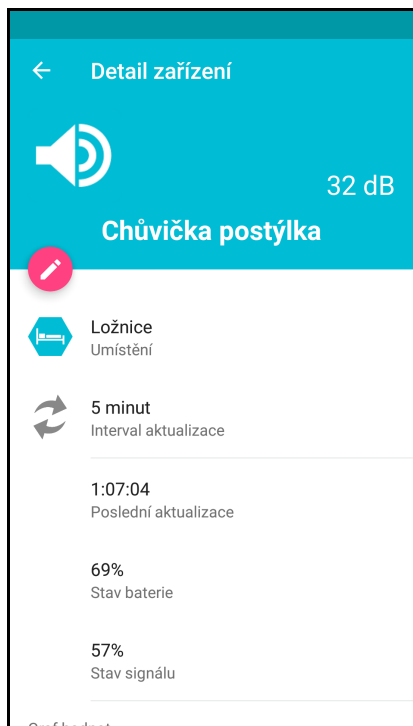 Detail zařízení
32 dB
Chůvička postýlka
Ložnice
Umístění
5 minut
Interval aktualizace
1:07:04
Poslední aktualizace
69%
Stav baterie
57%
Stav signálu